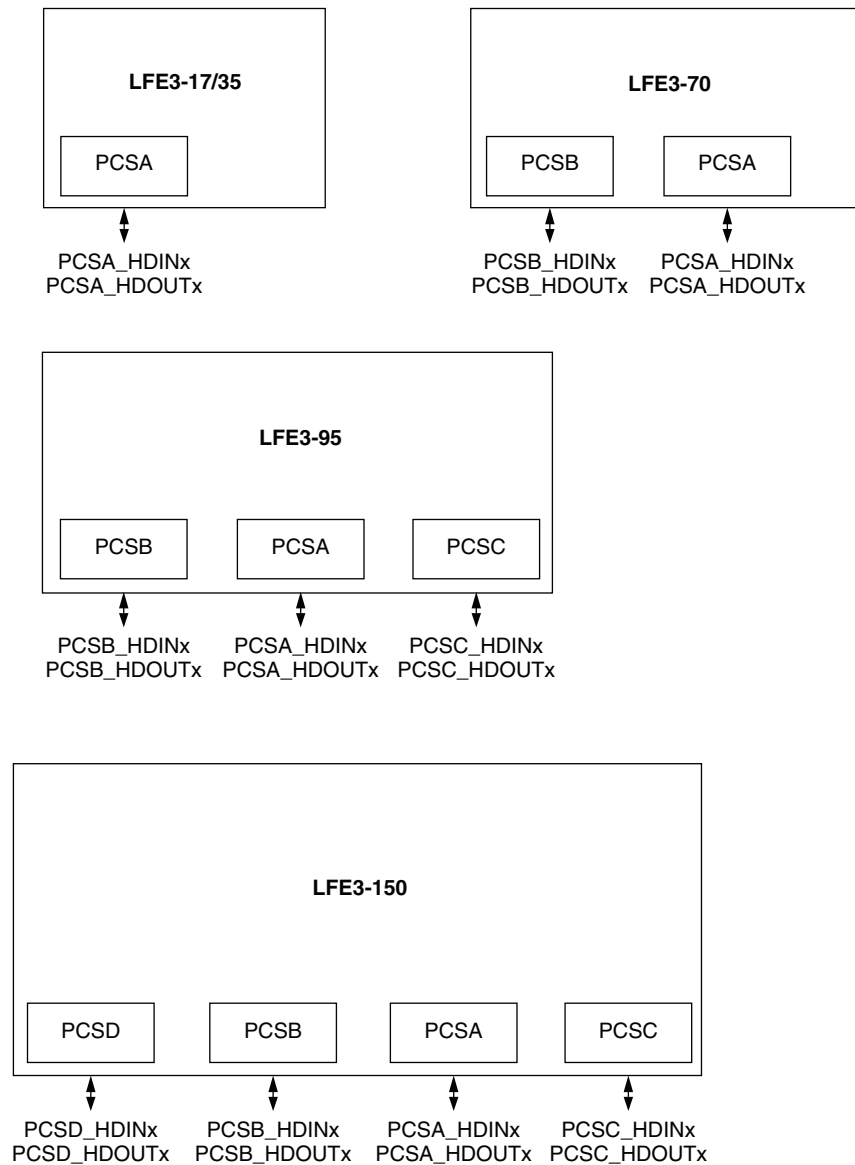 LFE3-17/35
PCSA
PCSA_HDINx
PCSA_HDOUTx
LFE3-70
PCSB
PCSA
PCSB_HDINx
PCSB_HDOUTx
PCSA_HDINx
PCSA_HDOUTx
LFE3-95
PCSB
PCSA
PCSC
PCSB_HDINx
PCSB_HDOUTx
PCSA_HDINx
PCSA_HDOUTx
PCSC_HDINx
PCSC_HDOUTx
LFE3-150
PCSD
PCSB
PCSA
PCSC
PCSD_HDINx
PCSD_HDOUTx
PCSB_HDINx
PCSB_HDOUTx
PCSA_HDINx
PCSA_HDOUTx
PCSC_HDINx
PCSC_HDOUTx